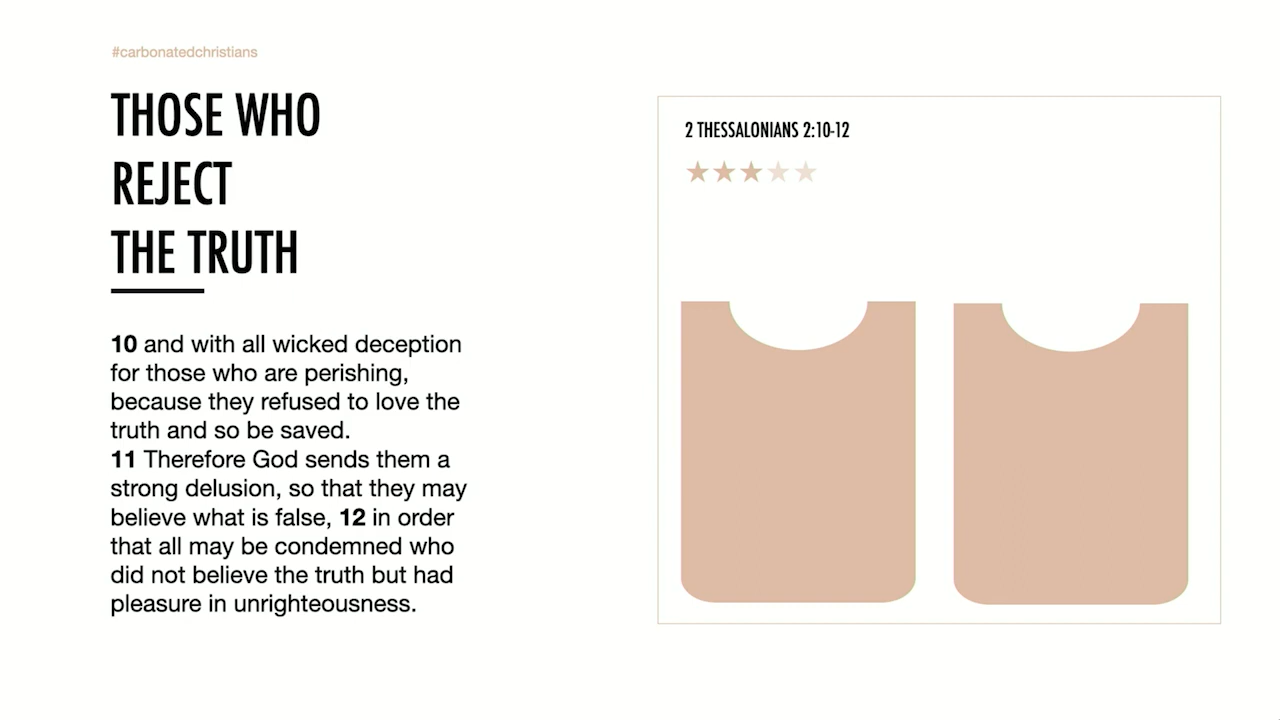 #carbonatedchristians
THOSE WHO
REJECT
THE TRUTH
10 and with all wicked deception
for those who are perishing,
because they refused to love the
truth and so be saved.
11 Therefore God sends them a
strong delusion, so that they may
believe what is false, 12 in order
that all may be condemned who
did not believe the truth but had
pleasure in unrighteousness.
2 THESSALONIANS 2:10-12